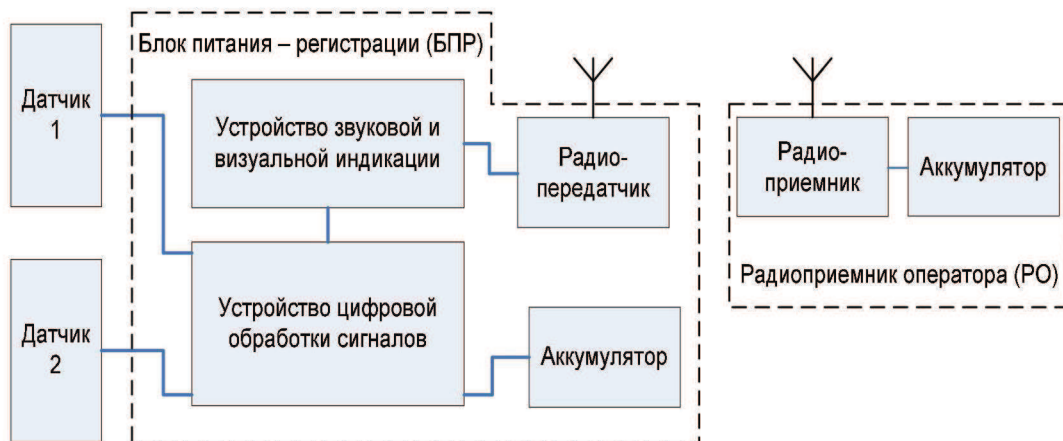 Блок питания – регистрации (БПР)
Датчик
1
Устройство звуковой и
визуальной индикации
Радио-
передатчик
Радио-
приемник
Аккумулятор
Радиоприемник оператора (РО)
Датчик
2
Устройство цифровой
обработки сигналов
Аккумулятор